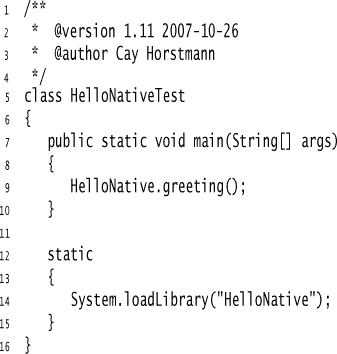 1 /**
2  *  @version 1.11 2007-10-26
3  *  @author Cay Horstmann
4  */
5 class HelloNativeTest
6 {
7    public static void main(String[] args)
8    {
9       HelloNative.greeting();
10    }
11
12    static
13    {
14       System.loadLibrary("HelloNative");
15    }
16 }